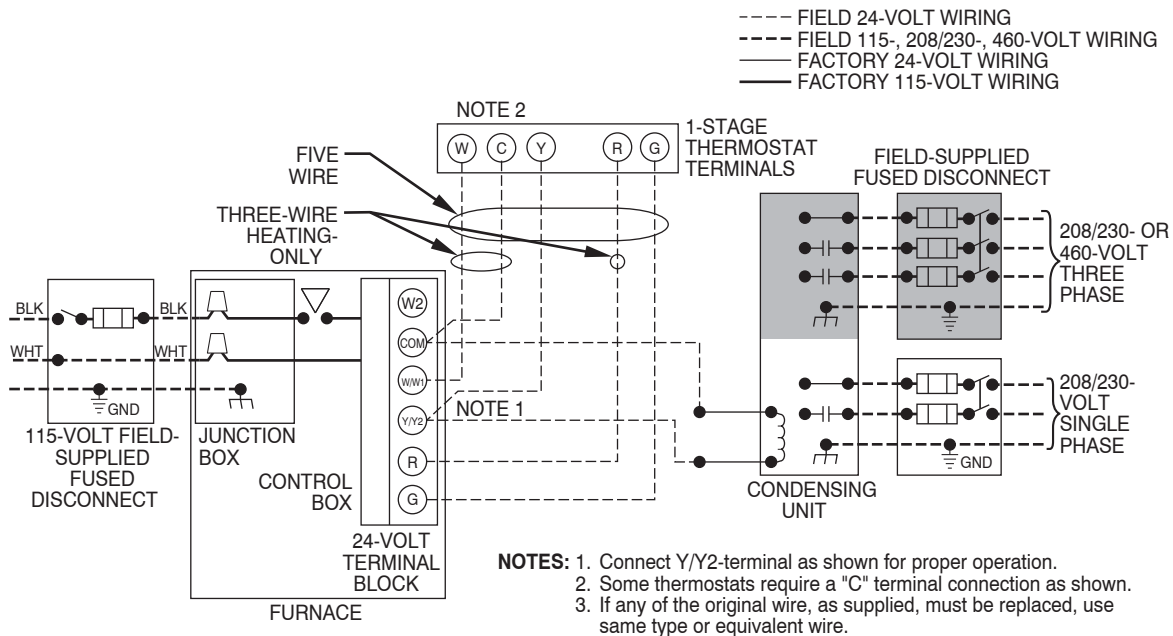 FIELD 24-VOLT WIRING
FIELD 115-, 208/230-, 460-VOLT WIRING
FACTORY 24-VOLT WIRING
FACTORY 115-VOLT WIRING
NOTE 2
W
C
Y
R
G
1-STAGE
THERMOSTAT
TERMINALS
FIVE
WIRE
THREE-WIRE
HEATING-
ONLY
FIELD-SUPPLIED
FUSED DISCONNECT
208/230- OR
460-VOLT
THREE
PHASE
BLK
BLK
WHT
WHT
GND
115-VOLT FIELD-
SUPPLIED
FUSED
DISCONNECT
JUNCTION
BOX
CONTROL
BOX
W2
COM
W/W1
Y/Y2
R
G
NOTE 1
24-VOLT
TERMINAL
BLOCK
FURNACE
208/230-
VOLT
SINGLE
PHASE
GND
CONDENSING
UNIT
NOTES: 1. Connect Y/Y2-terminal as shown for proper operation.
2. Some thermostats require a "C" terminal connection as shown.
3. If any of the original wire, as supplied, must be replaced, use
same type or equivalent wire.